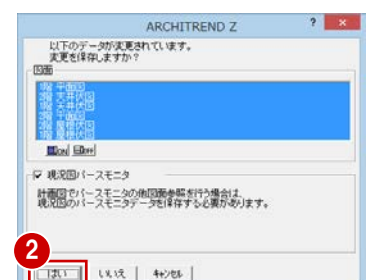 ARCHITREND Z
?
×
以下のデータが変更されています。
変更を保存しますか?
図面
1階 平面図
2階 天井伏図
1階 天井伏図
2階 平面図
2階 屋根伏図
1階 屋根伏図
ON OFF
現況図パースモニタ
計画図でパースモニタの他図面参照を行う場合は、
現況図のパースモニタデータを保存する必要があります。
2
はい いいえ キャンセル